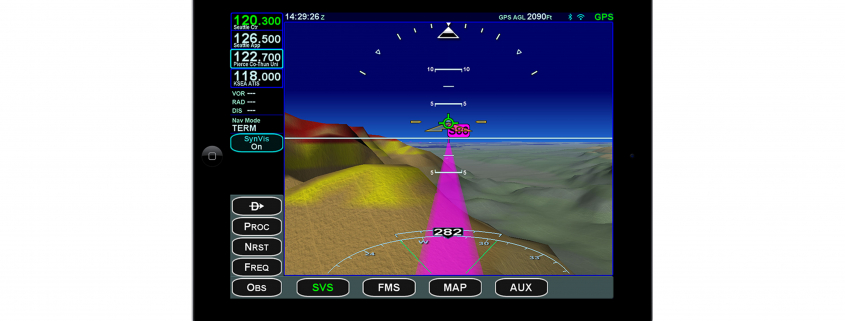 120.300
Seattle Co
14:29:26 Z
GPS AGL 2090FT
GPS
126.500
Seattle App
122.700
Pierce Co-Thun Uni
118.000
KSEA ATIS
VOR ---
RAD ---
DIS ---
Nav Mode
TERM
SynVis
On
10 10
5 5
5 5
282
24 W 30 33
D
PROC
NRST
FREQ
OBS
SVS
FMS
MAP
AUX